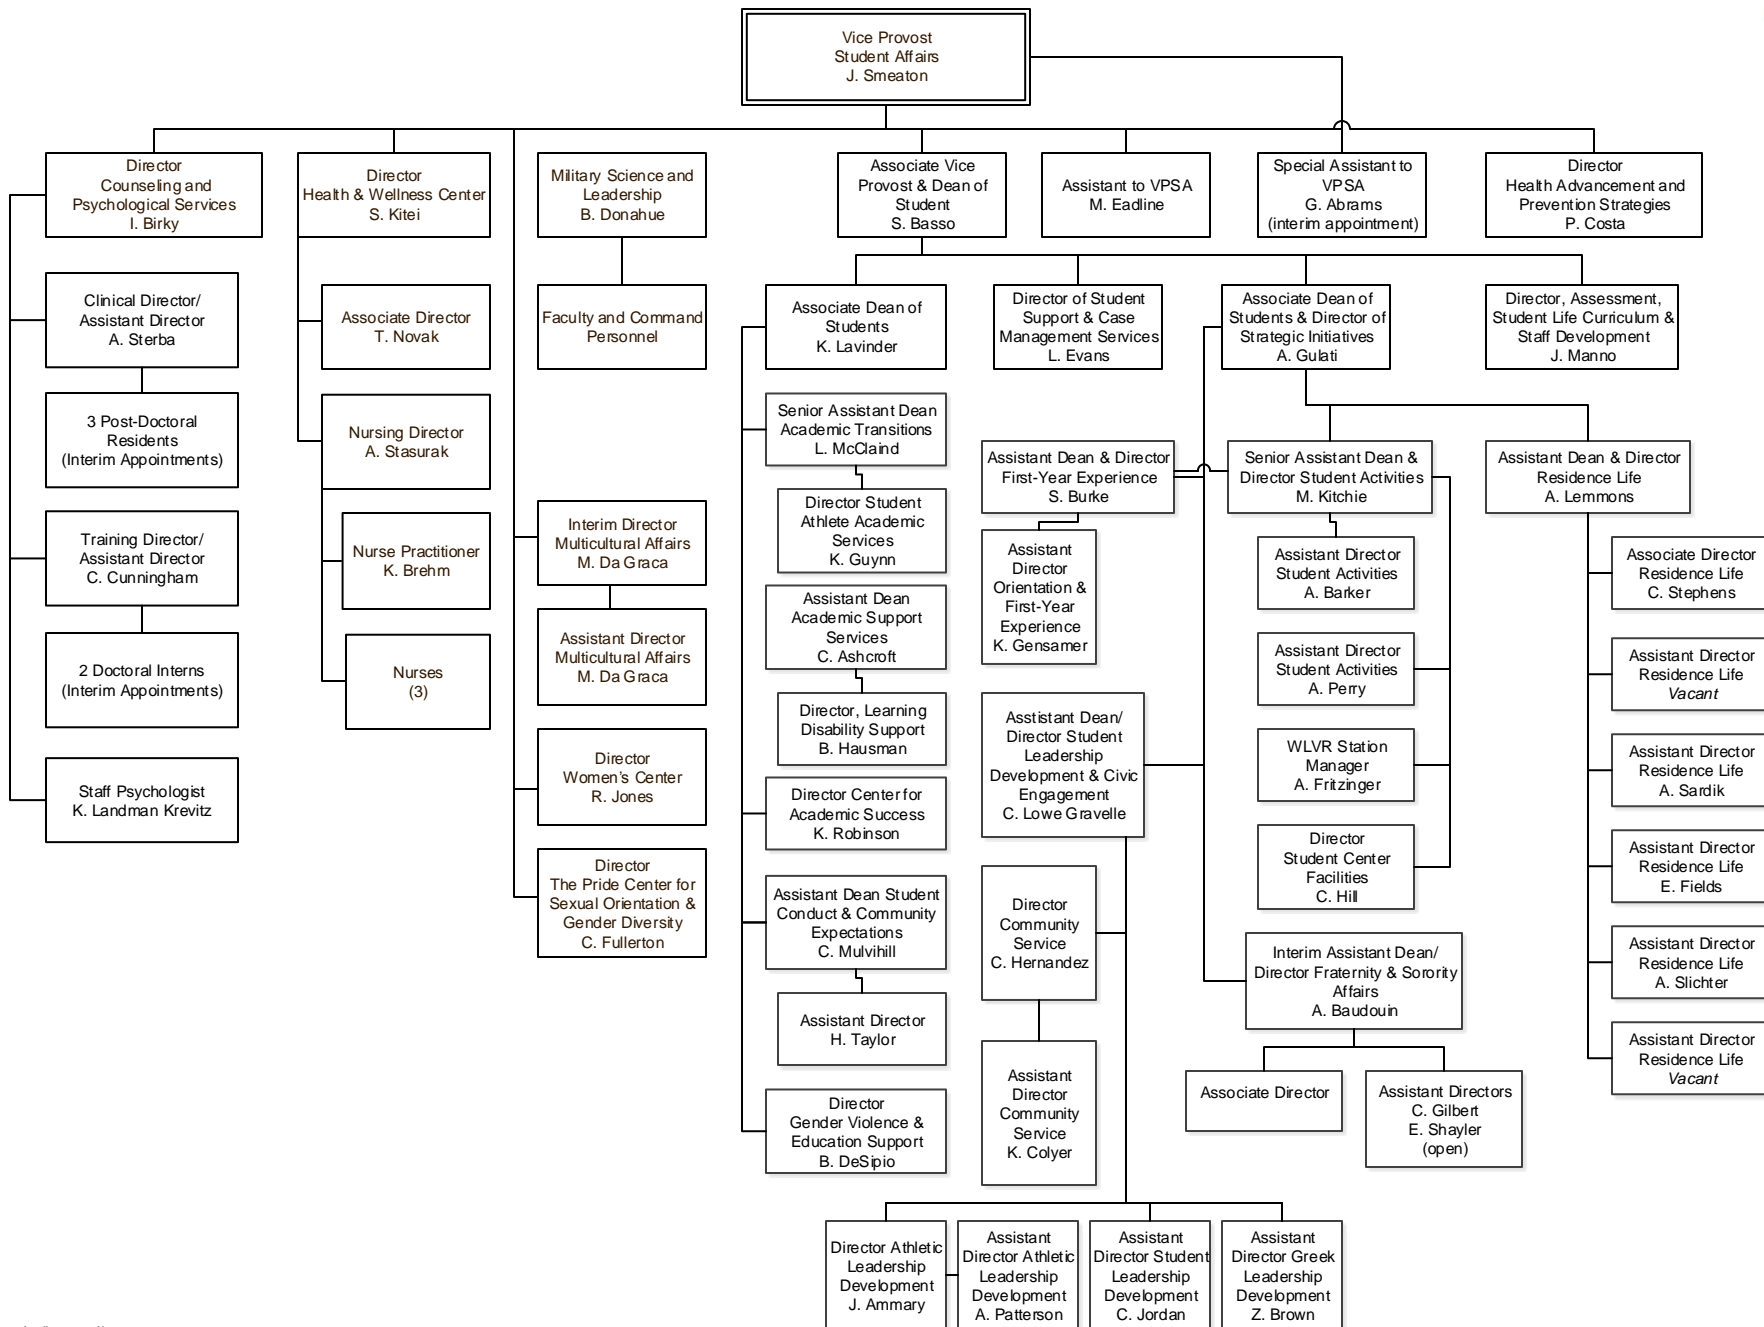 Vice Provost
Student Affairs
J. Smeaton
Director
Counseling and
Psychological Services
I. Birky
Director
Health & Wellness Center
S. Kitei
Military Science and
Leadership
B. Donahue
Associate Vice
Provost & Dean of
Student
S. Basso
Assistant to VPSA
M. Eadline
Special Assistant to
VPSA
G. Abrams
(interim appointment)
Director
Health Advancement and
Prevention Strategies
P. Costa
Clinical Director/
Assistant Director
A. Sterba
3 Post-Doctoral
Residents
(Interim Appointments)
Training Director/
Assistant Director
C. Cunningham
2 Doctoral Interns
(Interim Appointments)
Staff Psychologist
K. Landman Krevitz
Associate Director
T. Novak
Nursing Director
A. Stasurak
Nurse Practitioner
K. Brehm
Nurses
(3)
Faculty and Command
Personnel
Interim Director
Multicultural Affairs
M. Da Graca
Assistant Director
Multicultural Affairs
M. Da Graca
Director
Women's Center
R. Jones
Director
The Pride Center for
Sexual Orientation &
Gender Diversity
C. Fullerton
Associate Dean of
Students
K. Lavinder
Director of Student
Support & Case
Management Services
L. Evans
Associate Dean of
Students & Director of
Strategic Initiatives
A. Gulati
Director, Assessment,
Student Life Curriculum &
Staff Development
J. Manno
Senior Assistant Dean
Academic Transitions
L. McClaind
Director Student
Athlete Academic
Services
K. Guynn
Assistant Dean
Academic Support
Services
C. Ashcroft
Director, Learning
Disability Support
B. Hausman
Director Center for
Academic Success
K. Robinson
Assistant Dean Student
Conduct & Community
Expectations
C. Mulvihill
Assistant Director
H. Taylor
Director
Gender Violence &
Education Support
B. DeSipio
Assistant Dean & Director
First-Year Experience
S. Burke
Assistant
Director
Orientation &
First-Year
Experience
K. Gensamer
Asstistant Dean/
Director Student
Leadership
Development & Civic
Engagement
C. Lowe Gravelle
Director
Community
Service
C. Hernandez
Assistant
Director
Community
Service
K. Colyer
Senior Assistant Dean &
Director Student Activities
M. Kitchie
Assistant Director
Student Activities
A. Barker
Assistant Director
Student Activities
A. Perry
WLVR Station
Manager
A. Fritzinger
Director
Student Center
Facilities
C. Hill
Interim Assistant Dean/
Director Fraternity & Sorority
Affairs
A. Baudouin
Associate Director
Assistant Directors
C. Gilbert
E. Shayler
(open)
Assistant Dean & Director
Residence Life
A. Lemmons
Associate Director
Residence Life
C. Stephens
Assistant Director
Residence Life
Vacant
Assistant Director
Residence Life
A. Sardik
Assistant Director
Residence Life
E. Fields
Assistant Director
Residence Life
A. Slichter
Assistant Director
Residence Life
Vacant
Director Athletic
Leadership
Development
J. Ammary
Assistant
Director Athletic
Leadership
Development
A. Patterson
Assistant
Director Student
Leadership
Development
C. Jordan
Assistant
Director Greek
Leadership
Development
Z. Brown